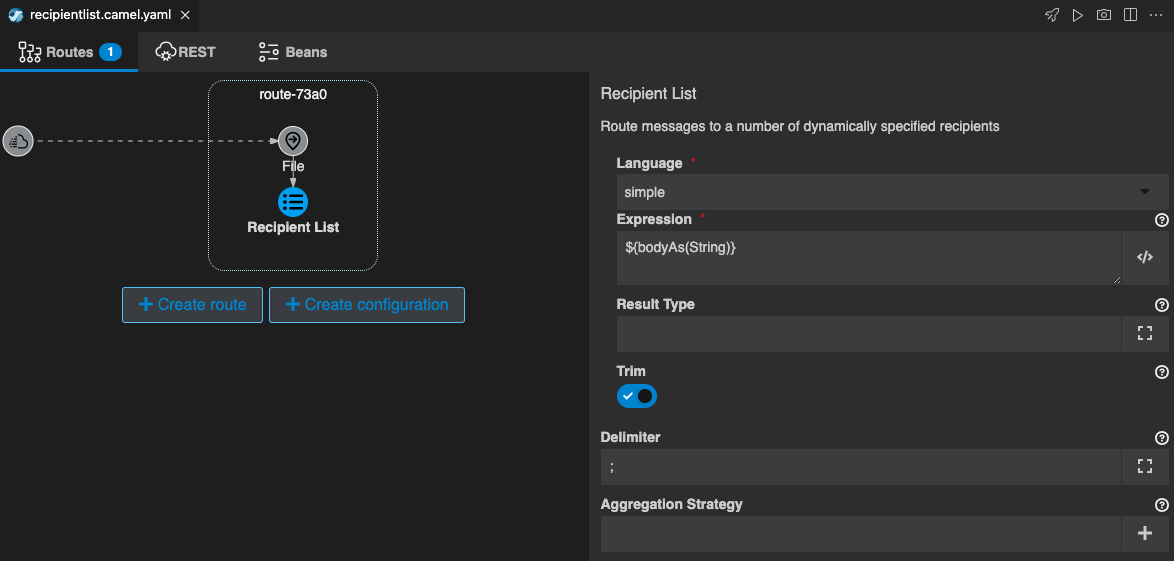 recipientlist.camel.yaml
Routes 1
REST
Beans
route-73a0
File
Recipient List
Create route
Create configuration
Recipient List
Route messages to a number of dynamically specified recipients
Language *
simple
Expression *
${bodyAs(String)}
Result Type
Trim
Delimiter
;
Aggregation Strategy